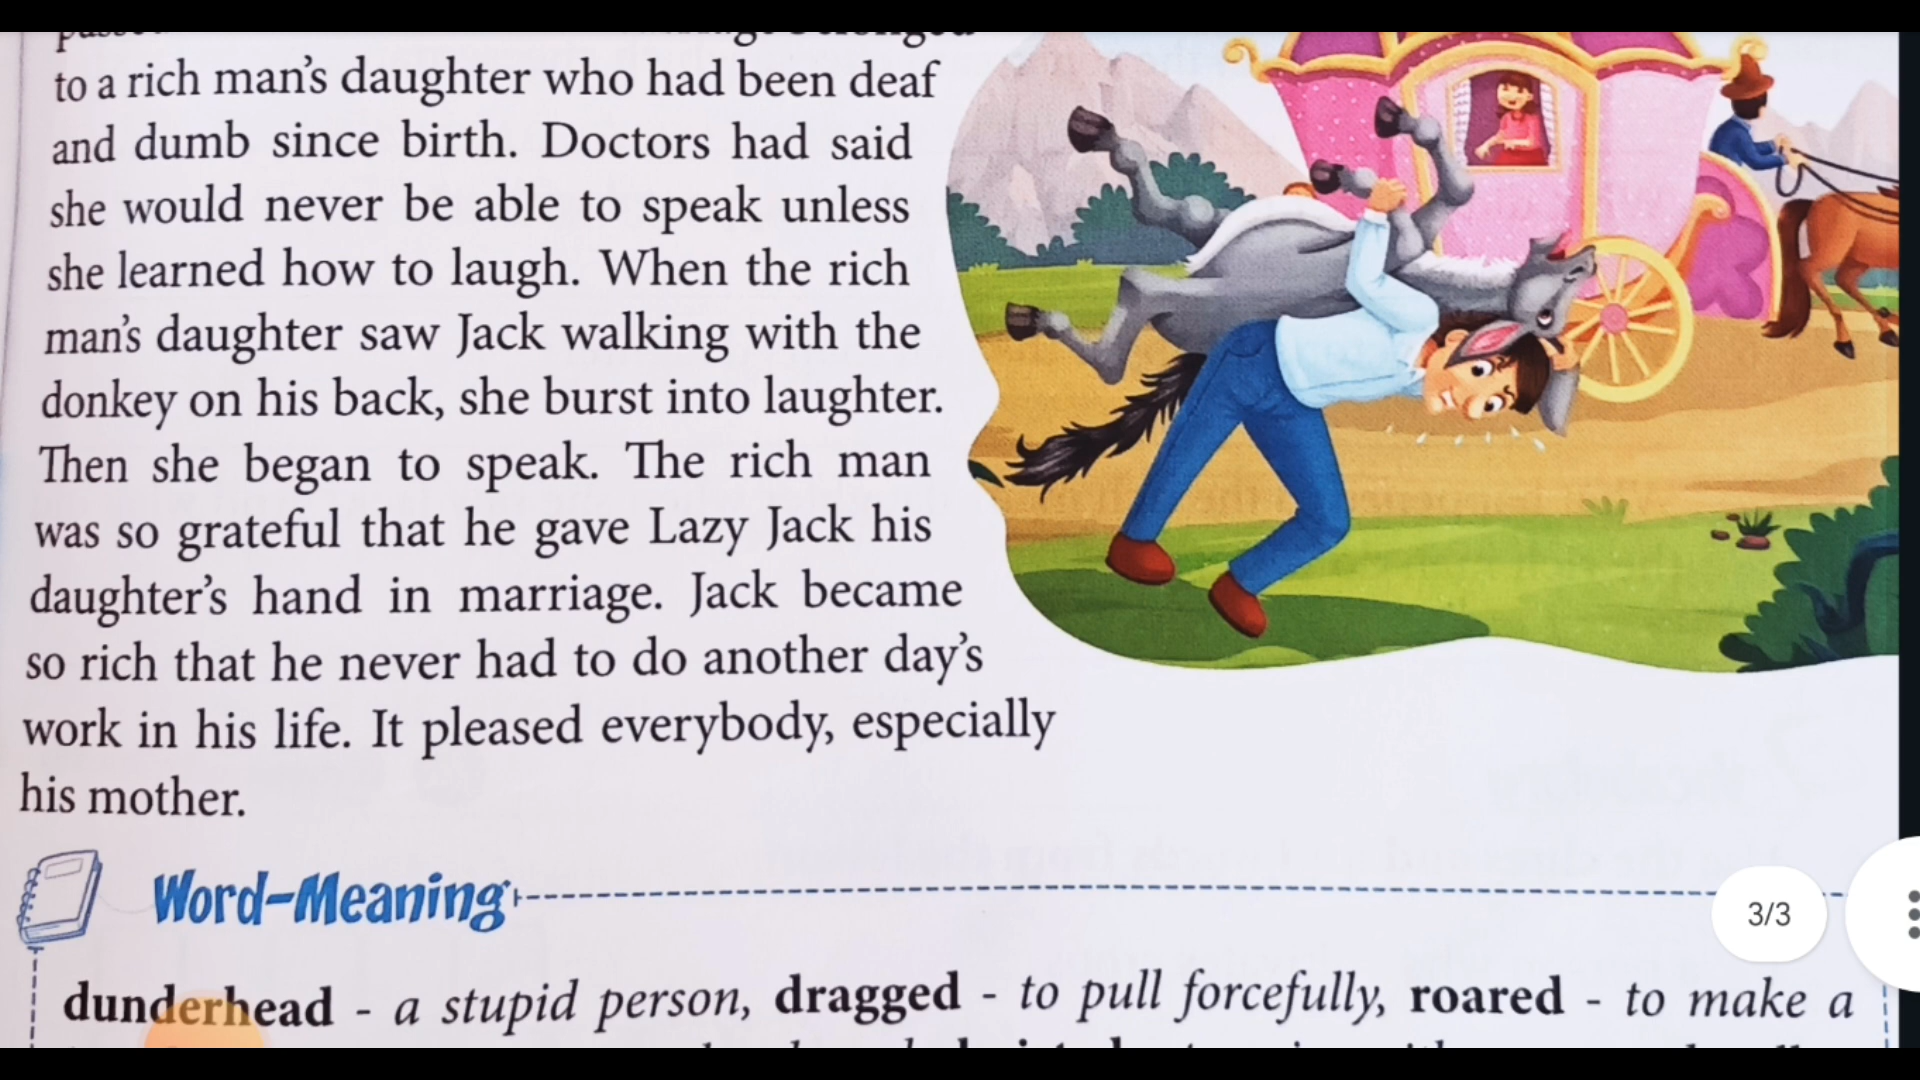 belonged
to a rich man's daughter who had been deaf
and dumb since birth. Doctors had said
she would never be able to speak unless
she learned how to laugh. When the rich
man's daughter saw Jack walking with the
donkey on his back, she burst into laughter.
Then she began to speak. The rich man
was so grateful that he gave Lazy Jack his
daughter's hand in marriage. Jack became
so rich that he never had to do another day's
work in his life. It pleased everybody, especially
his mother.
Word-Meaning
3/3
dunderhead - a stupid person, dragged - to pull forcefully, roared - to make a